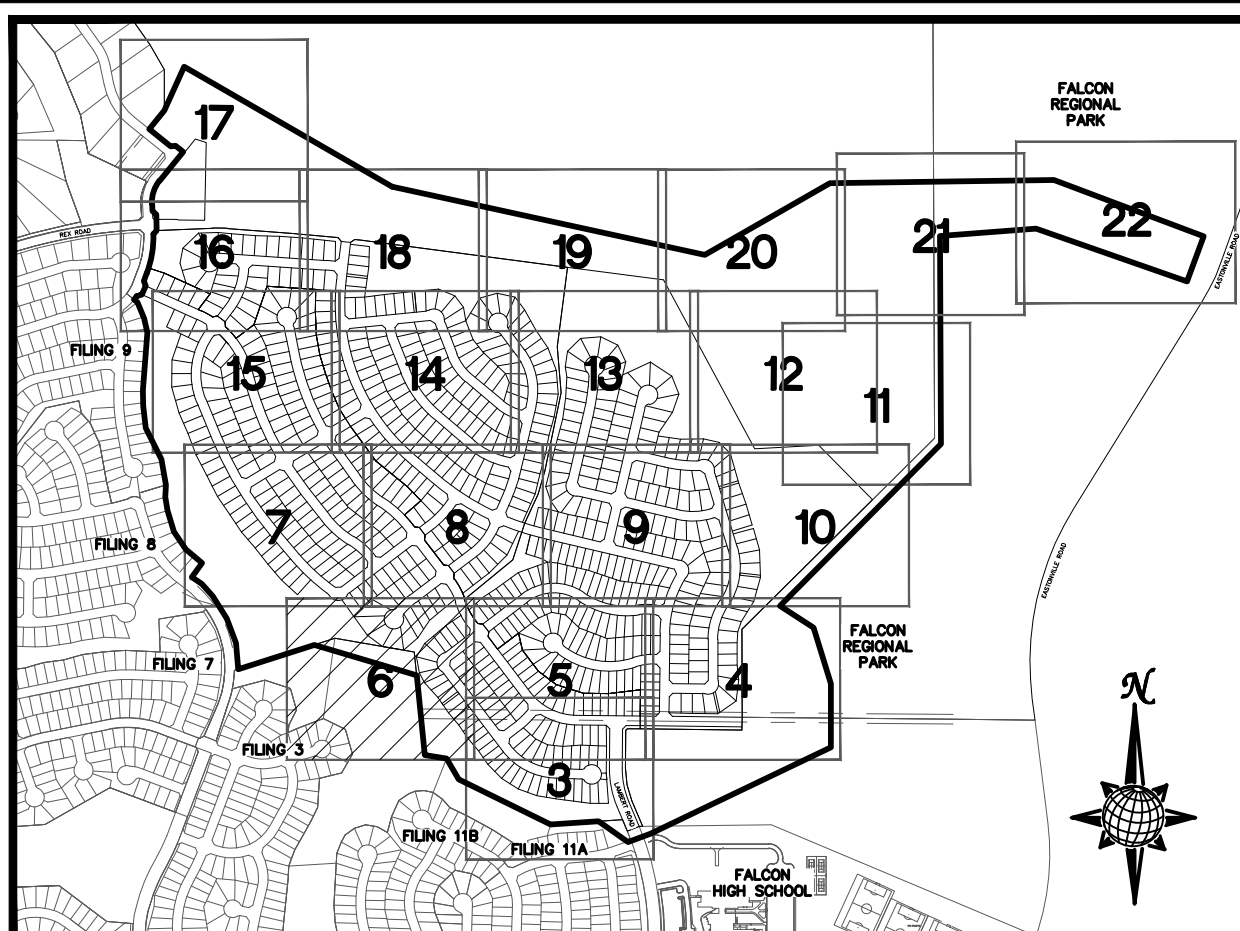 FALCON
REGIONAL
PARK
17
22
REX ROAD
16
18
19
20
21
EASTONVILLE ROAD
FILING 9
15
14
13
12
11
7
8
9
10
FILING 8
EASTONVILLE ROAD
FALCON
REGIONAL
PARK
FILING 7
6
5
4
N
FILING 3
3
LAMBERT ROAD
FILING 11B
FILING 11A
FALCON
HIGH SCHOOL